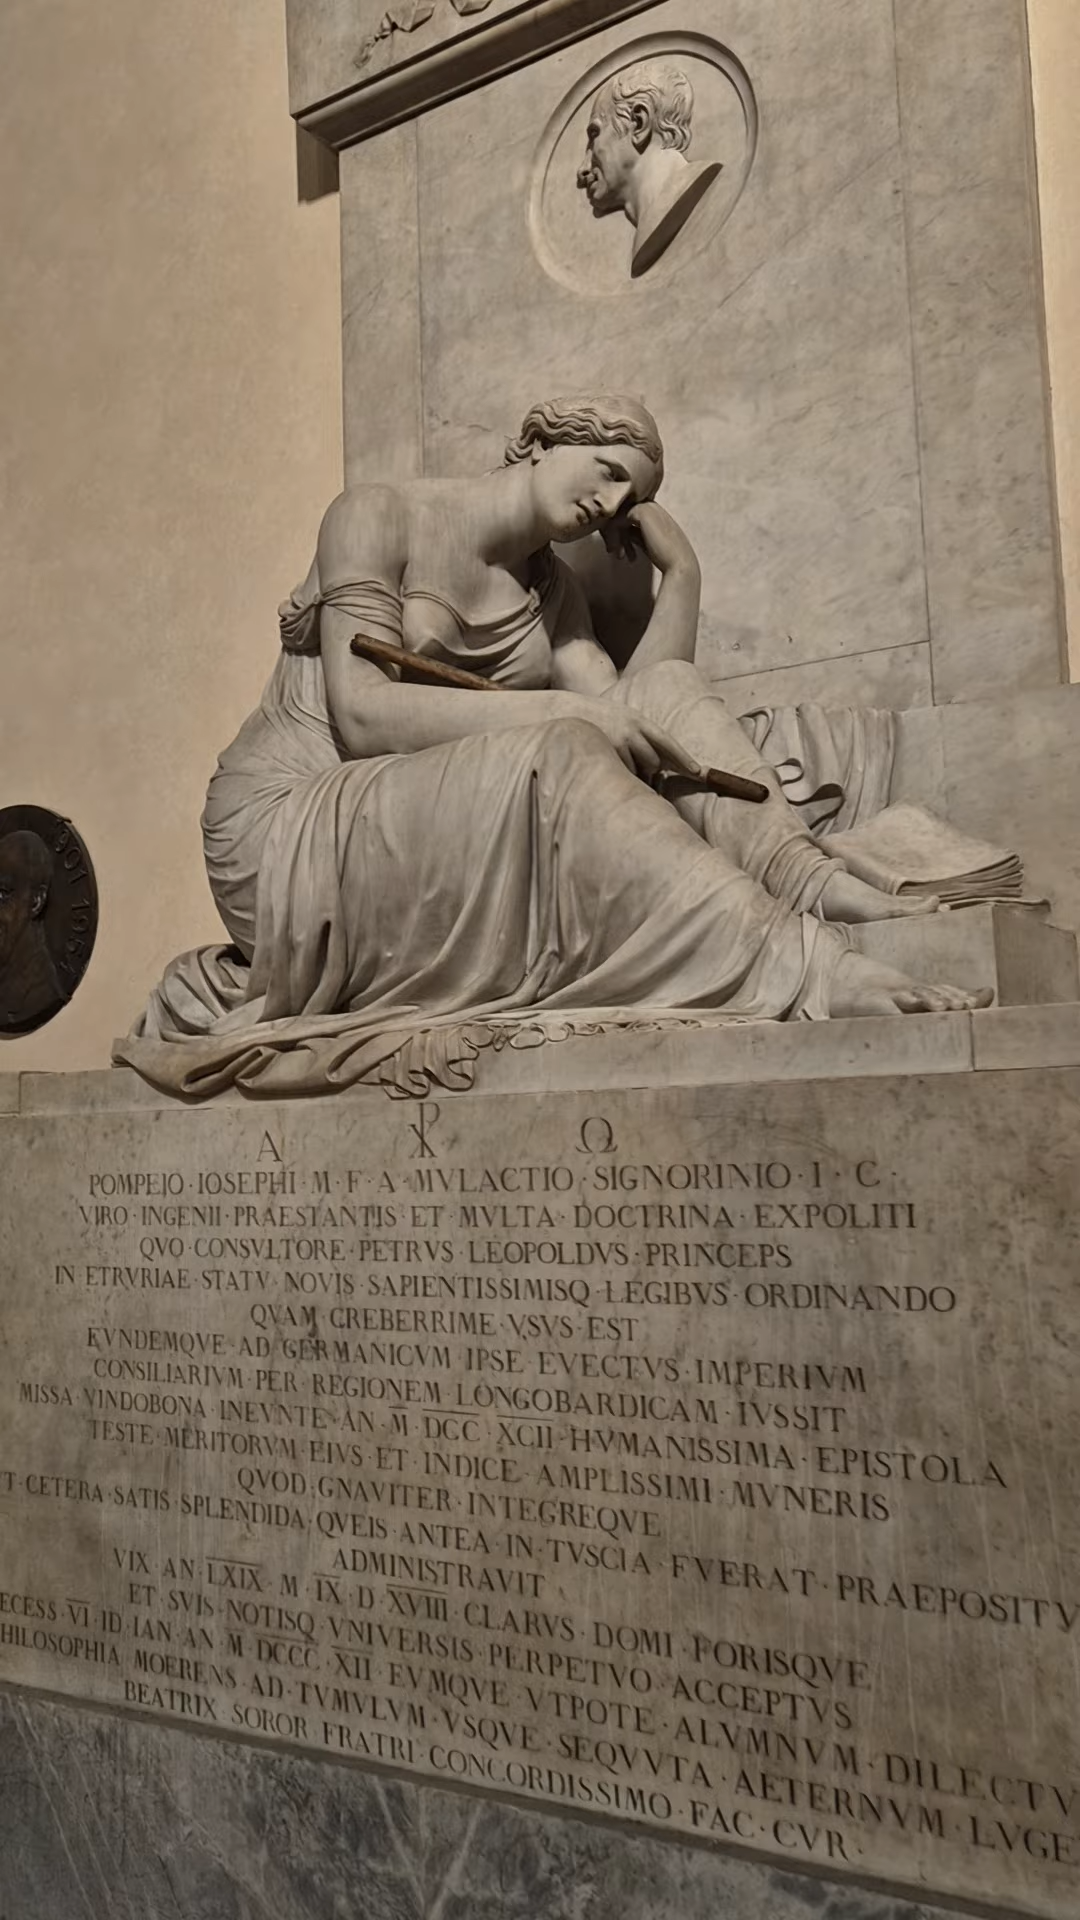 1901 1954
Α ☧ Ω
POMPEJO · IOSEPHI · M · F · A · MVLACTIO · SIGNORINIO · I · C ·
VIRO · INGENII · PRAESTANTIS · ET · MVLTA · DOCTRINA · EXPOLITI
QVO · CONSVLTORE · PETRVS · LEOPOLDVS · PRINCEPS
IN ETRVRIAE · STATV · NOVIS · SAPIENTISSIMISQ · LEGIBVS · ORDINANDO
QVAM · CREBERRIME · VSVS · EST
EVNDEMQVE · AD · GERMANICVM · IPSE · EVECTVS · IMPERIVM
CONSILIARIVM · PER · REGIONEM · LONGOBARDICAM · IVSSIT
MISSA · VINDOBONA · INEVNTE · AN · M · DCC · XCII · HVMANISSIMA · EPISTOLA
TESTE · MERITORVM · EIVS · ET · INDICE · AMPLISSIMI · MVNERIS
QVOD · GNAVITER · INTEGREQVE
T · CETERA · SATIS · SPLENDIDA · QVEIS · ANTEA · IN · TVSCIA · FVERAT · PRAEPOSITV
ADMINISTRAVIT
VIX · AN · LXIX · M · IX · D · XVIII · CLARVS · DOMI · FORISQVE
ET · SVIS · NOTISQ · VNIVERSIS · PERPETVO · ACCEPTVS
ECESS · VI · ID · IAN · AN · M · DCCC · XII · EVMQVE · VTPOTE · ALVMNVM · DILECTV
HILOSOPHIA · MOERENS · AD · TVMVLVM · VSQVE · SEQVVTA · AETERNVM · LVGE
BEATRIX · SOROR · FRATRI · CONCORDISSIMO · FAC · CVR ·